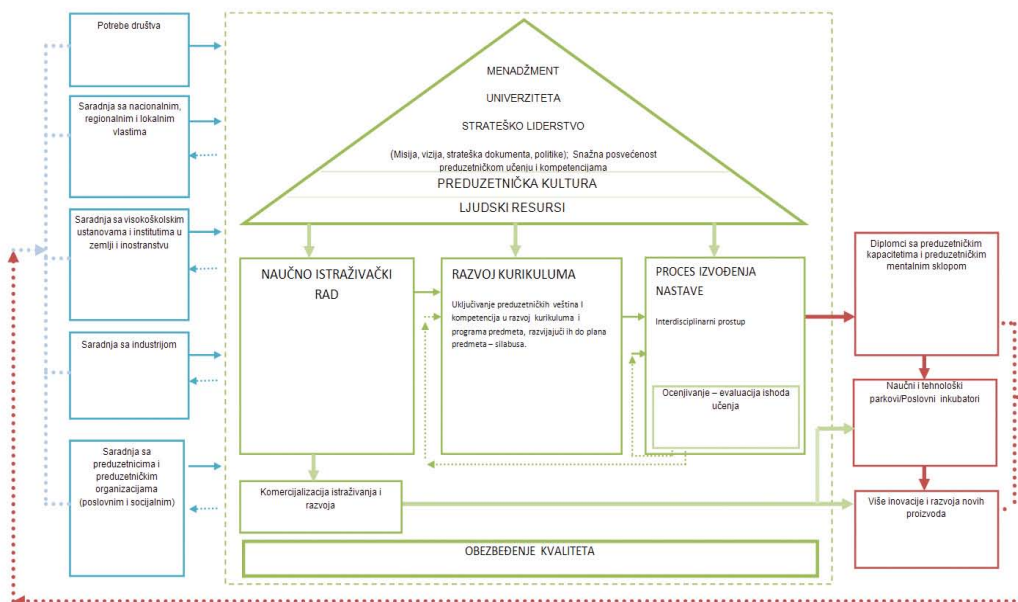 Potrebe društva
Saradnja sa nacionalnim,
regionalnim i lokalnim
vlastima
Saradnja sa visokoškolskim
ustanovama i institutima u
zemlji i inostranstvu
Saradnja sa industrijom
Saradnja sa
preduzetnicima i
preduzetničkim
organizacijama
(poslovnim i socijalnim)
MENADŽMENT
UNIVERZITETA
STRATEŠKO LIDERSTVO
(Misija, vizija, strateška dokumenta, politike); Snažna posvećenost
preduzetničkom učenju i kompetencijama
PREDUZETNIČKA KULTURA
LJUDSKI RESURSI
NAUČNO ISTRAŽIVAČKI
RAD
RAZVOJ KURIKULUMA
Uključivanje preduzetničkih veština I
kompetencija u razvoj kurikuluma i
programa predmeta, razvijajući ih do plana
predmeta – silabusa.
PROCES IZVOĐENJA
NASTAVE
Interdisciplinarni prostup
Ocenjivanje – evaluacija ishoda
učenja
Komercijalizacija istraživanja i
razvoja
OBEZBEĐENJE KVALITETA
Diplomci sa preduzetničkim
kapacitetima i preduzetničkim
mentalnim sklopom
Naučni i tehnološki
parkovi/Poslovni inkubatori
Više inovacije i razvoja novih
proizvoda